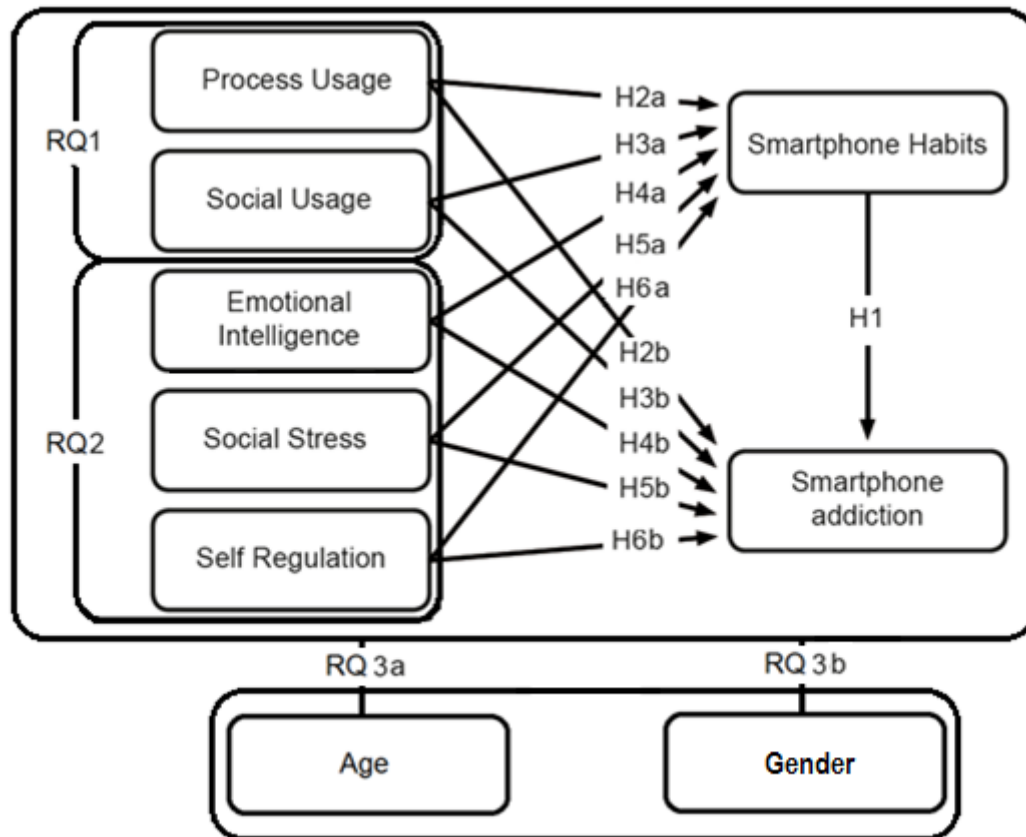 Process Usage
RQ1
Social Usage
Emotional
Intelligence
Social Stress
RQ2
Self Regulation
H2a
H3a
H4a
H5a
H6a
H2b
H3b
H4b
H5b
H6b
Smartphone Habits
H1
Smartphone
addiction
RQ 3a
RQ 3b
Age
Gender